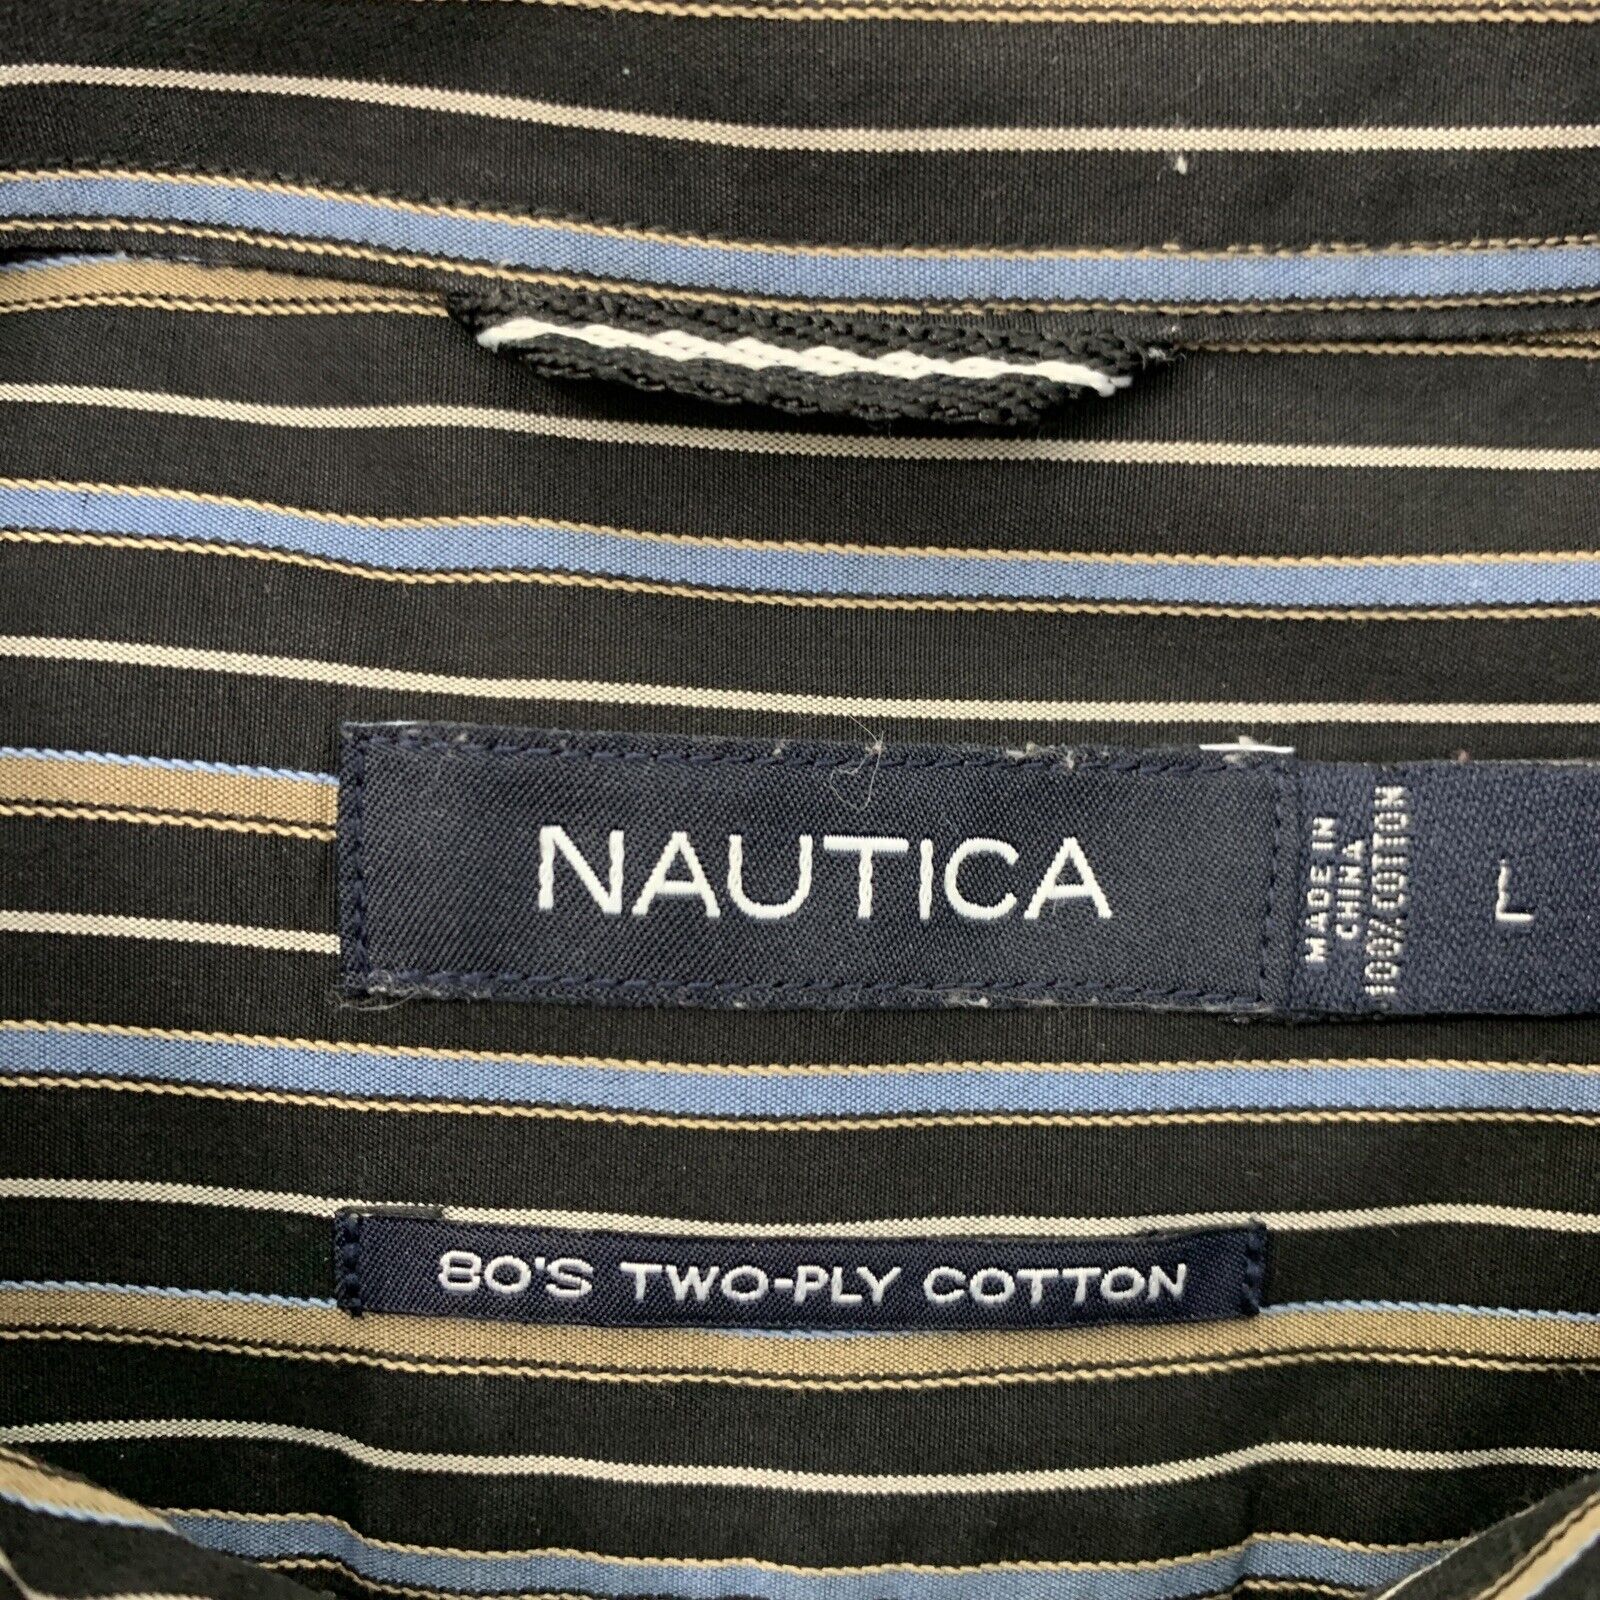 NAUTICA
MADE IN
CHINA
100% COTTON
L
80'S TWO-PLY COTTON